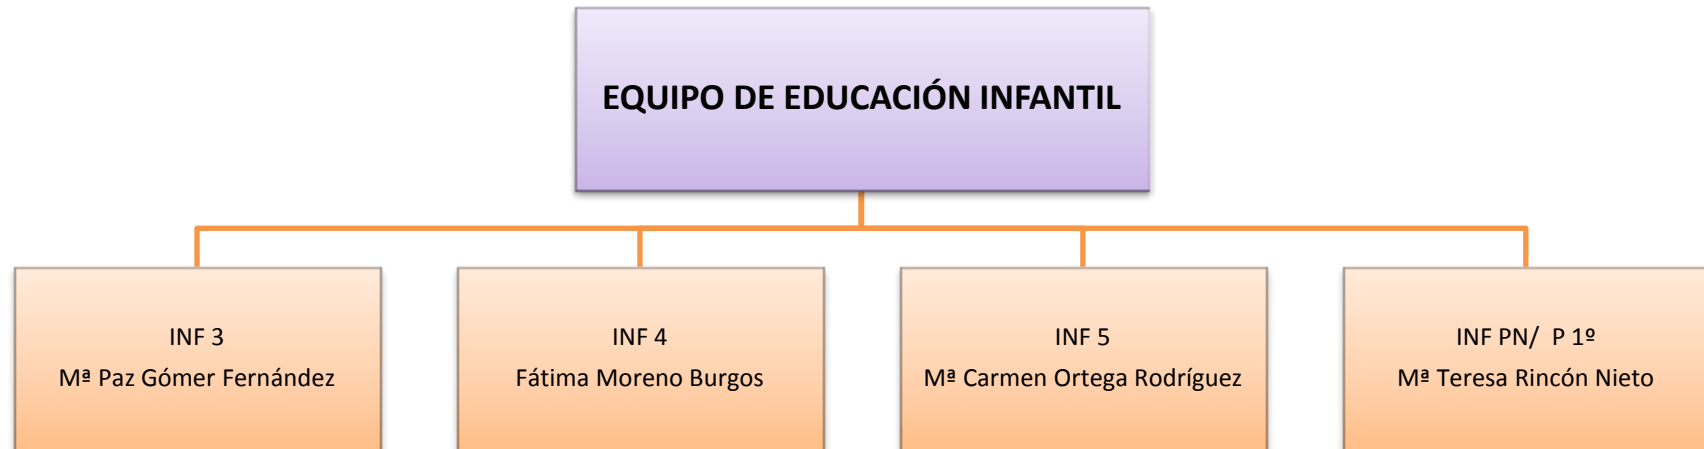 EQUIPO DE EDUCACIÓN INFANTIL
INF 3
Mª Paz Gómer Fernández
INF 4
Fátima Moreno Burgos
INF 5
Mª Carmen Ortega Rodríguez
INF PN/ P 1º
Mª Teresa Rincón Nieto